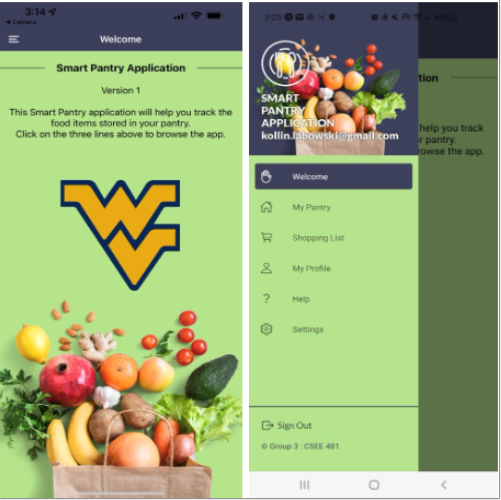 3:14
Camera
Welcome
Smart Pantry Application
Version 1
This Smart Pantry application will help you track the
food items stored in your pantry.
Click on the three lines above to browse the app.
3:05
44%
SMART
PANTRY
APPLICATION
kollin.labowski@gmail.com
tion
help you track
r pantry.
rowse the app.
Welcome
My Pantry
Shopping List
My Profile
Help
Settings
Sign Out
© Group 3 : CSEE 481